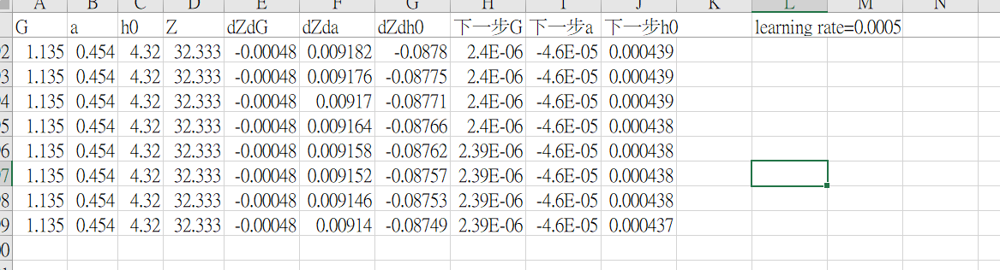 A B C D E F G H I J K L M N
G a h0 Z dZdG dZda dZdh0 下一步G 下一步a 下一步h0 learning rate=0.0005
2 1.135 0.454 4.32 32.333 -0.00048 0.009182 -0.0878 2.4E-06 -4.6E-05 0.000439
3 1.135 0.454 4.32 32.333 -0.00048 0.009176 -0.08775 2.4E-06 -4.6E-05 0.000439
4 1.135 0.454 4.32 32.333 -0.00048 0.00917 -0.08771 2.4E-06 -4.6E-05 0.000439
5 1.135 0.454 4.32 32.333 -0.00048 0.009164 -0.08766 2.4E-06 -4.6E-05 0.000438
6 1.135 0.454 4.32 32.333 -0.00048 0.009158 -0.08762 2.39E-06 -4.6E-05 0.000438
7 1.135 0.454 4.32 32.333 -0.00048 0.009152 -0.08757 2.39E-06 -4.6E-05 0.000438
8 1.135 0.454 4.32 32.333 -0.00048 0.009146 -0.08753 2.39E-06 -4.6E-05 0.000438
9 1.135 0.454 4.32 32.333 -0.00048 0.00914 -0.08749 2.39E-06 -4.6E-05 0.000437
0